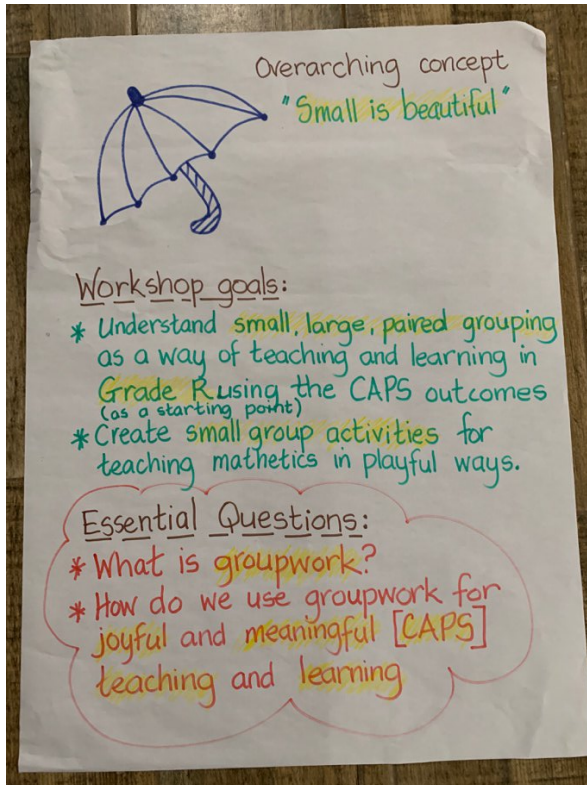 Overarching concept
"Small is beautiful"
Workshop goals:
* Understand small, large, paired grouping
as a way of teaching and learning in
Grade R using the CAPS outcomes
(as a starting point)
* Create small group activities for
teaching mathetics in playful ways.
Essential Questions:
* What is groupwork?
* How do we use groupwork for
joyful and meaningful [CAPS]
teaching and learning